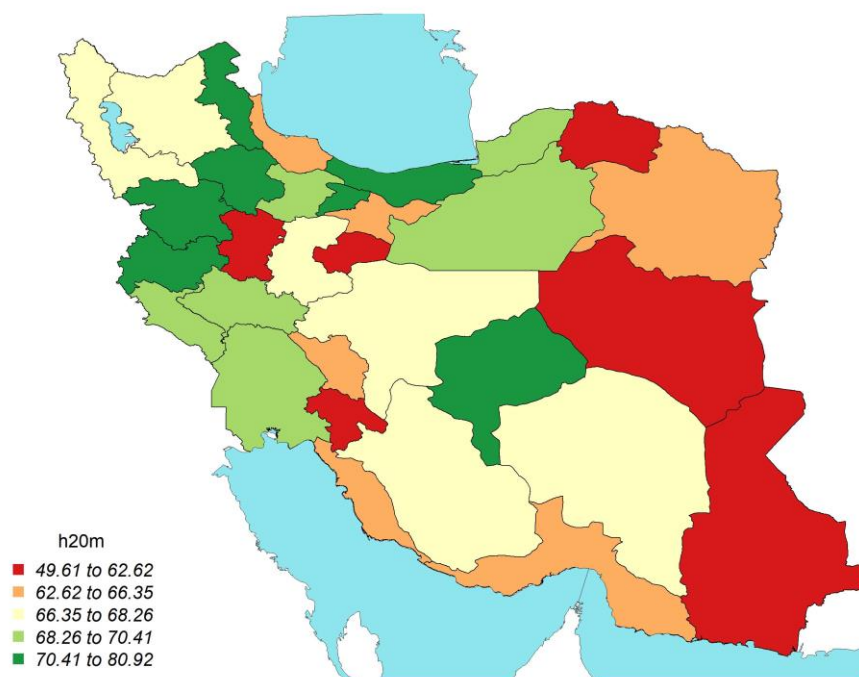 h20m
49.61 to 62.62
62.62 to 66.35
66.35 to 68.26
68.26 to 70.41
70.41 to 80.92